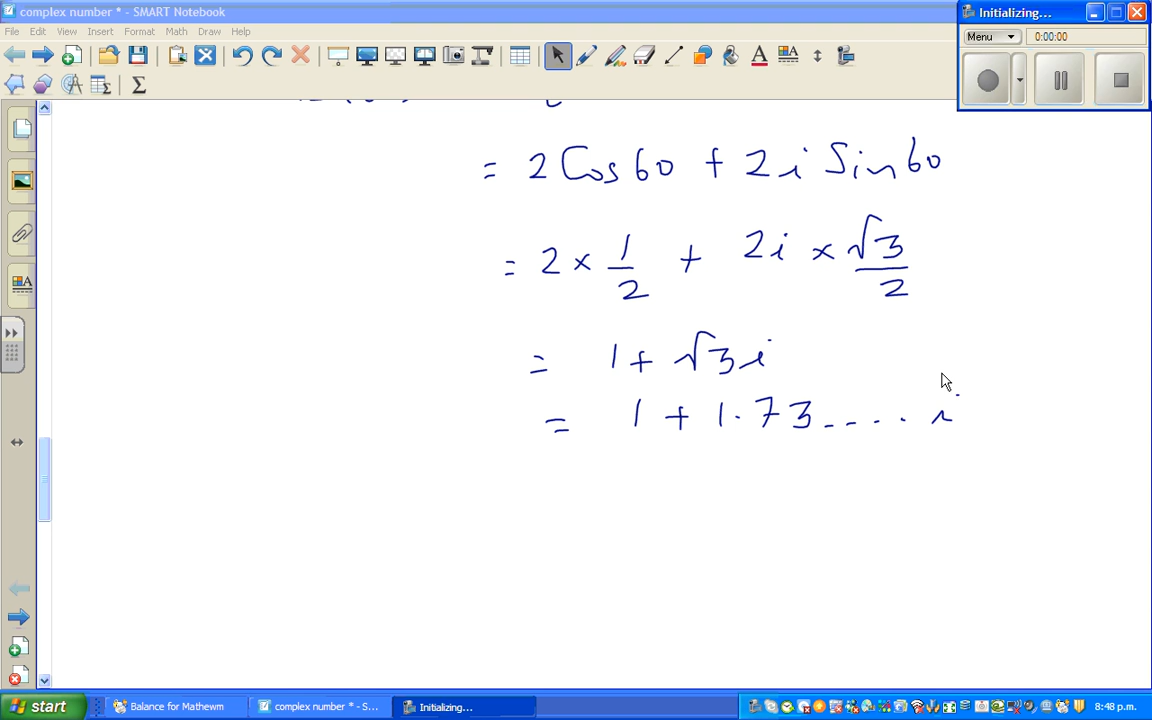 complex number * - SMART Notebook
Initializing...
File Edit View Insert Format Math Draw Help
Menu 0:00:00
= 2 Cos 60 + 2 i Sin 60
= 2 × 1/2 + 2i × √3/2
= 1 + √3 i
= 1 + 1.73.... i
start Balance for Mathewm complex number * - S... Initializing... 8:48 p.m.